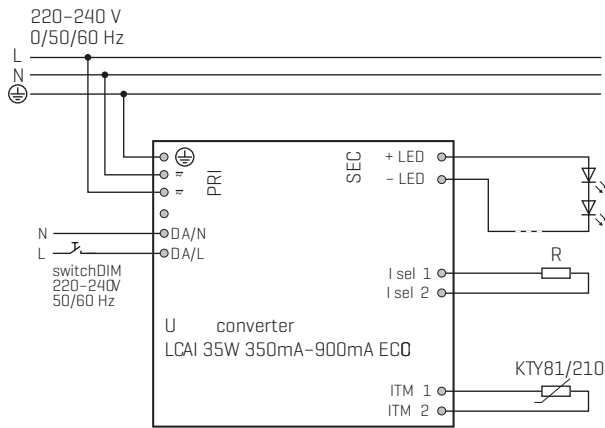 220–240 V
0/50/60 Hz
L
N
PRI
SEC
+ LED
– LED
N
DA/N
L
DA/L
switchDIM
220–240V
50/60 Hz
I sel 1
I sel 2
R
U converter
LCAI 35W 350mA–900mA ECO
KTY81/210
ITM 1
ITM 2